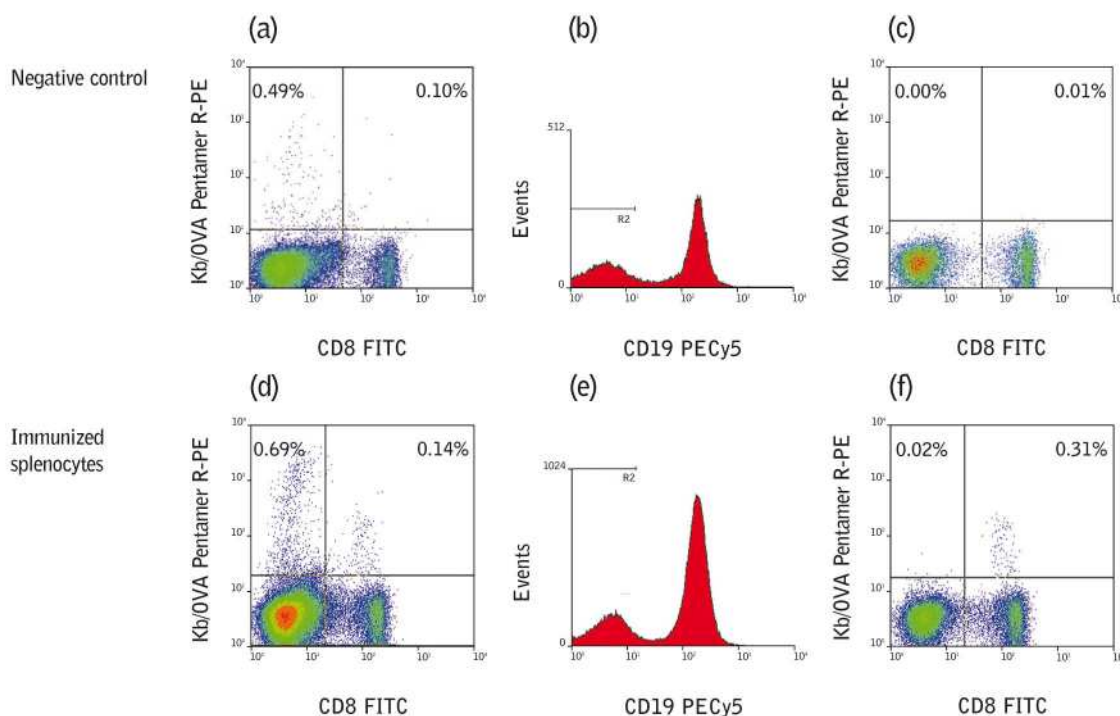 (a)
(b)
(c)
Negative control
Kb/OVA Pentamer R-PE
0.49%
0.10%
CD8 FITC
Events
512
0
R2
CD19 PECy5
Kb/OVA Pentamer R-PE
0.00%
0.01%
CD8 FITC
(d)
(e)
(f)
Immunized
splenocytes
Kb/OVA Pentamer R-PE
0.69%
0.14%
CD8 FITC
Events
1024
0
R2
CD19 PECy5
Kb/OVA Pentamer R-PE
0.02%
0.31%
CD8 FITC